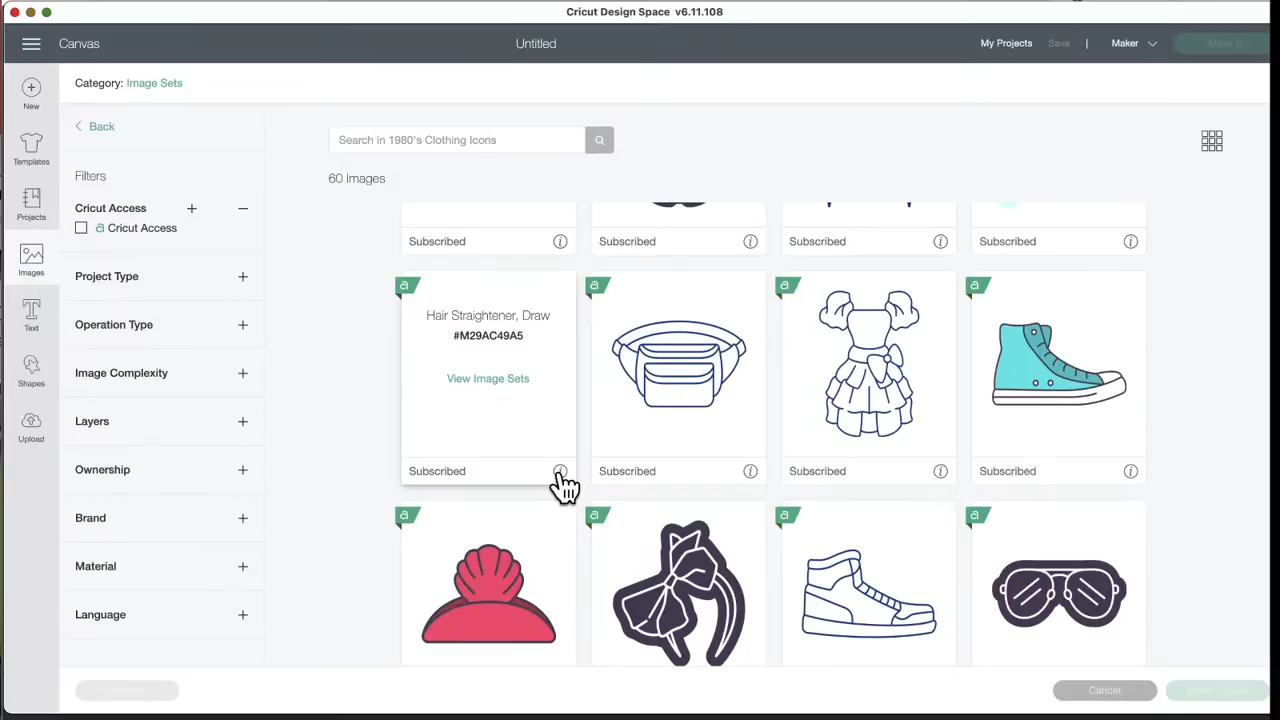 Cricut Design Space v6.11.108
Canvas
Untitled
My Projects
Save
|
Maker
New
Templates
Projects
Images
Text
Shapes
Upload
Category: Image Sets
Back
Filters
Cricut Access
Cricut Access
Project Type
Operation Type
Image Complexity
Layers
Ownership
Brand
Material
Language
Search in 1980's Clothing Icons
60 Images
Subscribed
Subscribed
Subscribed
Subscribed
Hair Straightener, Draw
#M29AC49A5
View Image Sets
Subscribed
Subscribed
Subscribed
Subscribed
Cancel